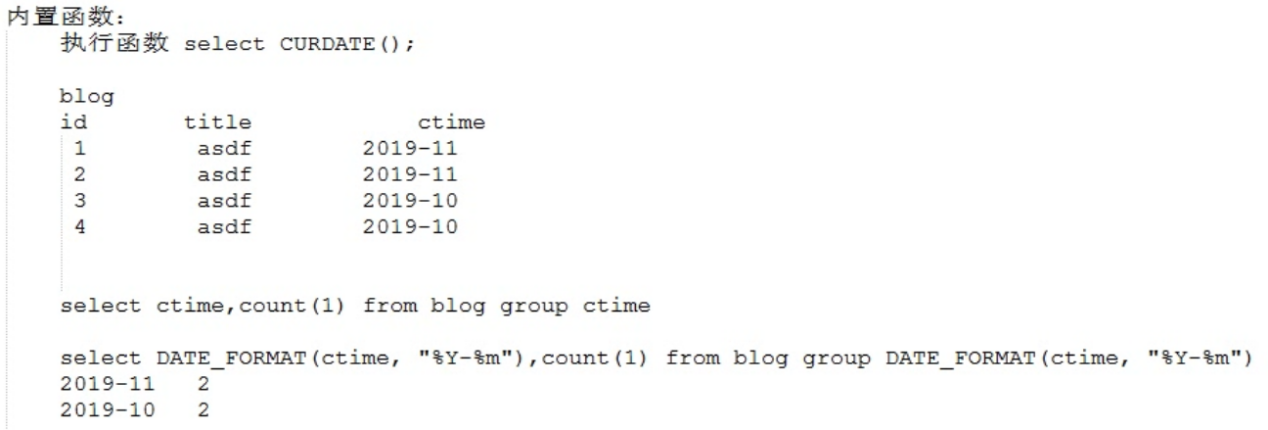 内置函数：
执行函数 select CURDATE();
blog
id title ctime
1 asdf 2019-11
2 asdf 2019-11
3 asdf 2019-10
4 asdf 2019-10
select ctime,count(1) from blog group ctime
select DATE_FORMAT(ctime, "%Y-%m"),count(1) from blog group DATE_FORMAT(ctime, "%Y-%m")
2019-11 2
2019-10 2